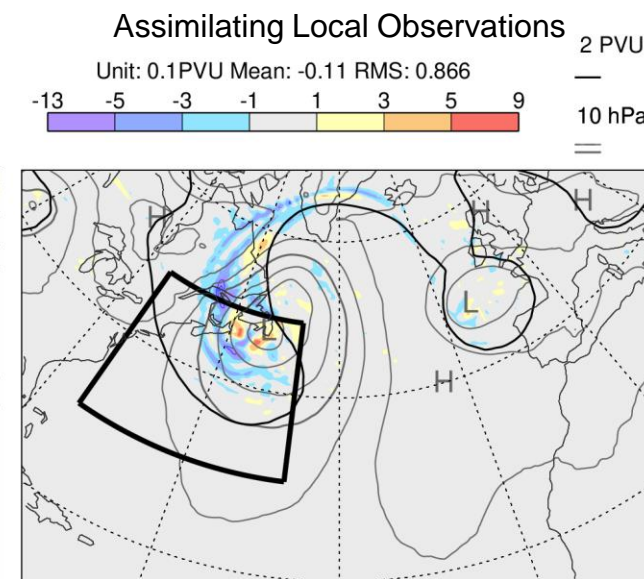 Assimilating Local Observations
2 PVU
Unit: 0.1PVU Mean: -0.11 RMS: 0.866
-13 -5 -3 -1 1 3 5 9
10 hPa
H H H
L L
H